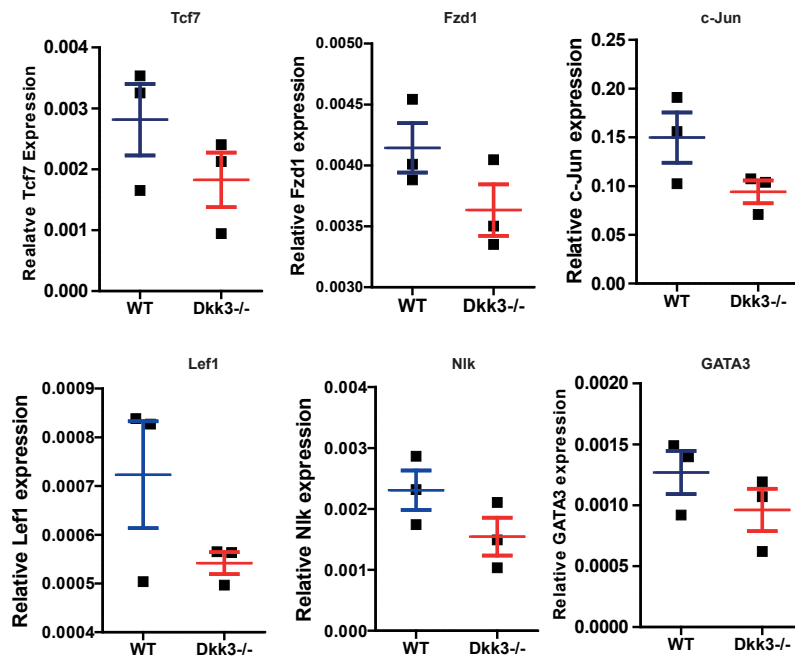 Tcf7
Realative Tcf7 Expression
0.004
0.003
0.002
0.001
0.000
WT
Dkk3-/-
Fzd1
Relative Fzd1 expression
0.0050
0.0045
0.0040
0.0035
0.0030
WT
Dkk3-/-
c-Jun
Relative c-Jun expression
0.25
0.20
0.15
0.10
0.05
0.00
WT
Dkk3-/-
Lef1
Relative Lef1 expression
0.0009
0.0008
0.0007
0.0006
0.0005
0.0004
WT
Dkk3-/-
Nlk
Relative Nlk expression
0.004
0.003
0.002
0.001
0.000
WT
Dkk3-/-
GATA3
Relative GATA3 expression
0.0020
0.0015
0.0010
0.0005
0.0000
WT
Dkk3-/-